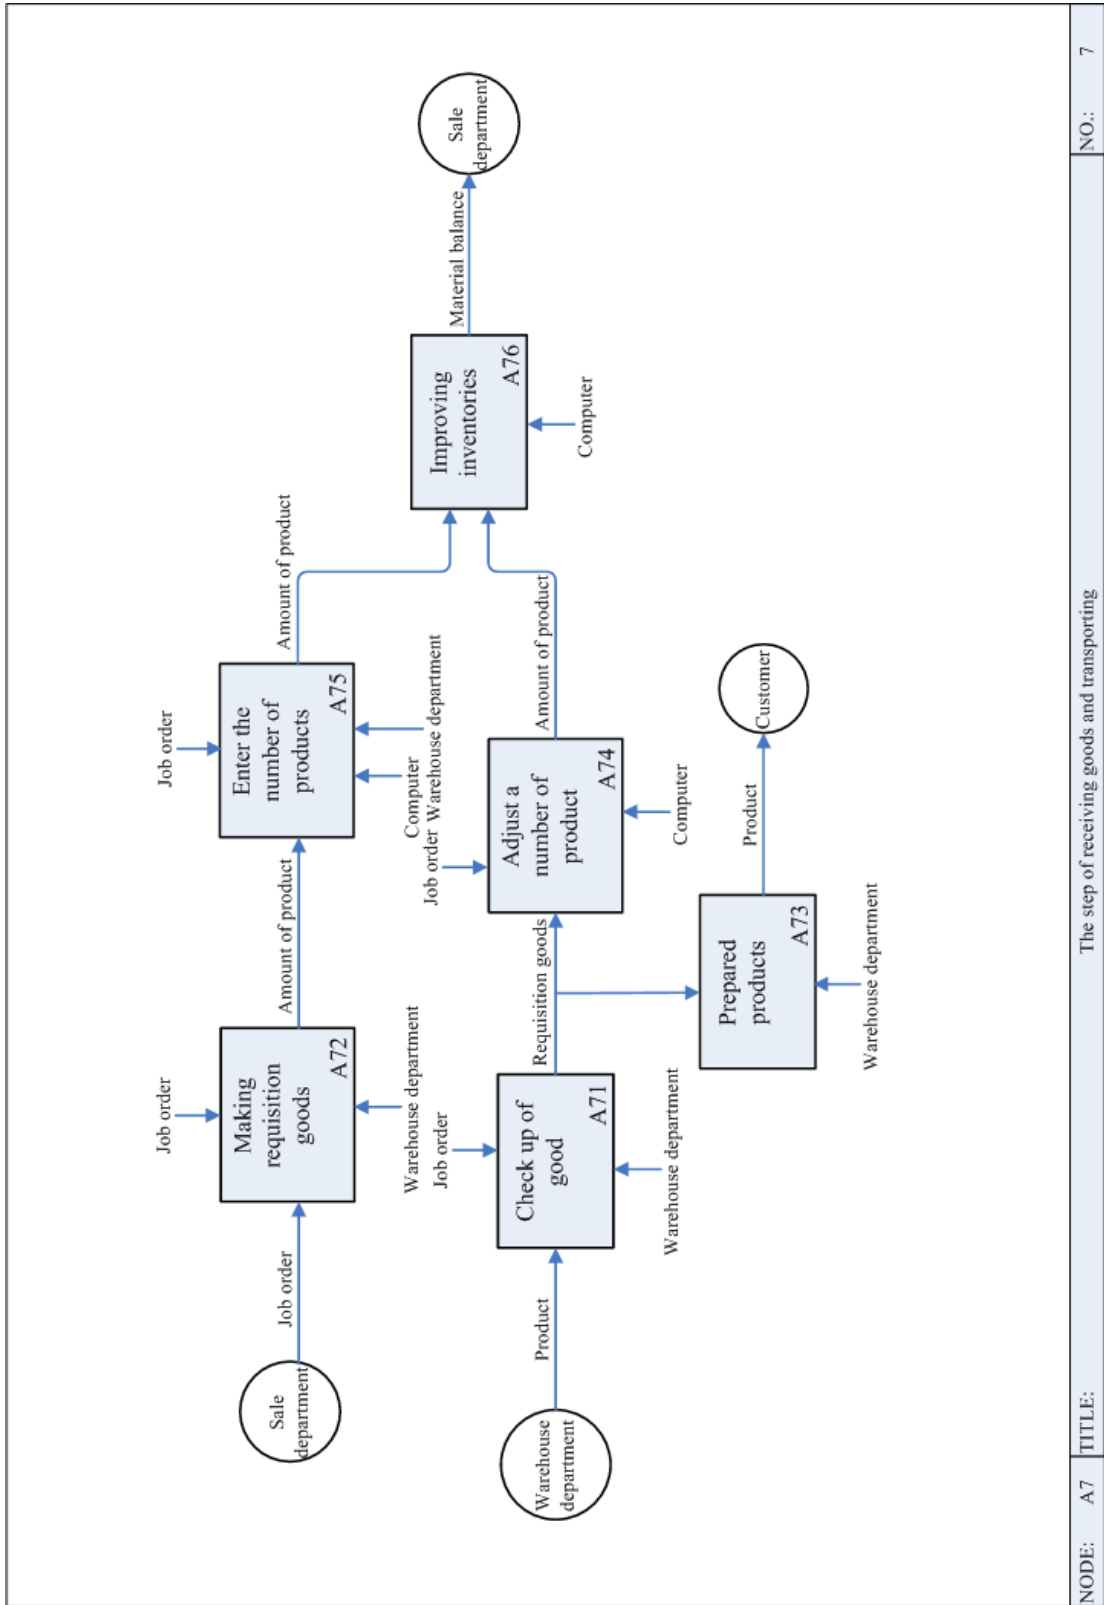 Sale
department
Job order
Job order
Making
requisition
goods
A72
Warehouse department
Amount of product
Job order
Enter the
number of
products
A75
Computer
Warehouse department
Amount of product
Warehouse
department
Product
Job order
Check up of
good
A71
Warehouse department
Requisition goods
Job order
Adjust a
number of
product
A74
Computer
Amount of product
Improving
inventories
A76
Computer
Material balance
Sale
department
Prepared
products
A73
Warehouse department
Product
Customer
NODE: A7
TITLE:
The step of receiving goods and transporting
NO.: 7